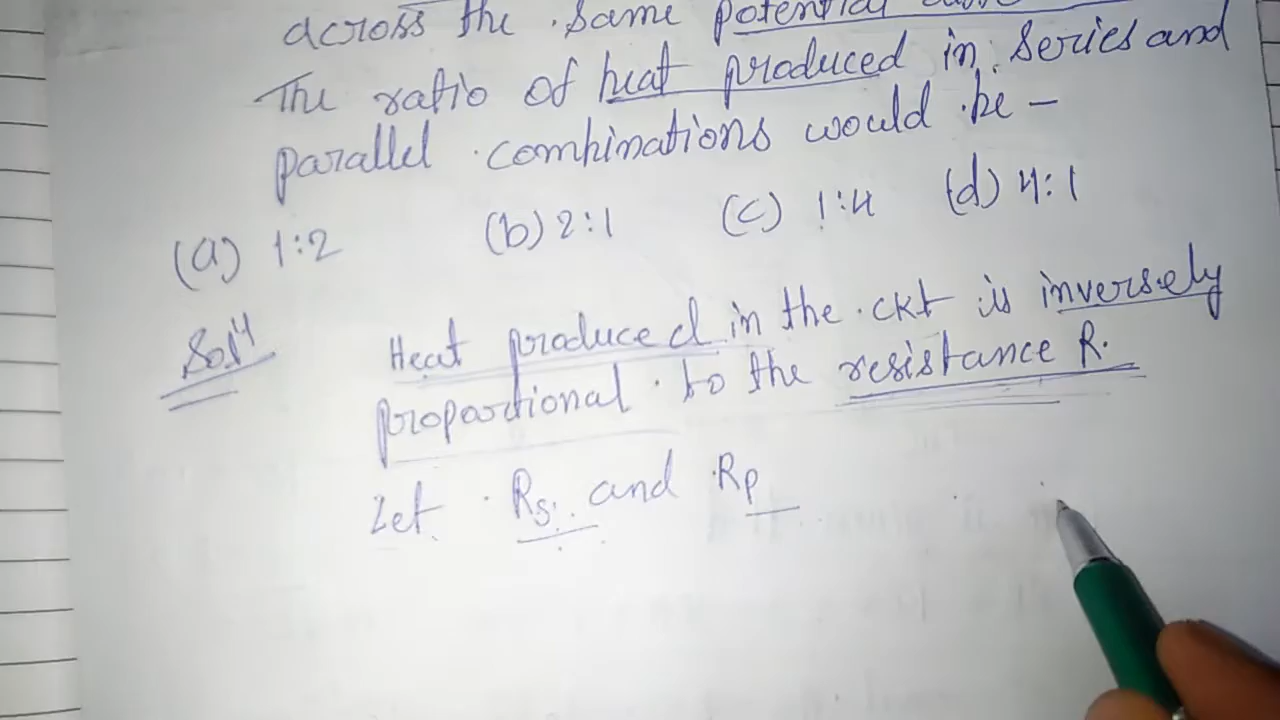 across the same potential
The ratio of heat produced in series and
parallel combinations would be -
(a) 1:2 (b) 2:1 (c) 1:4 (d) 4:1
Soln Heat produced in the ckt is inversely
proportional to the resistance R.
Let Rs and Rp